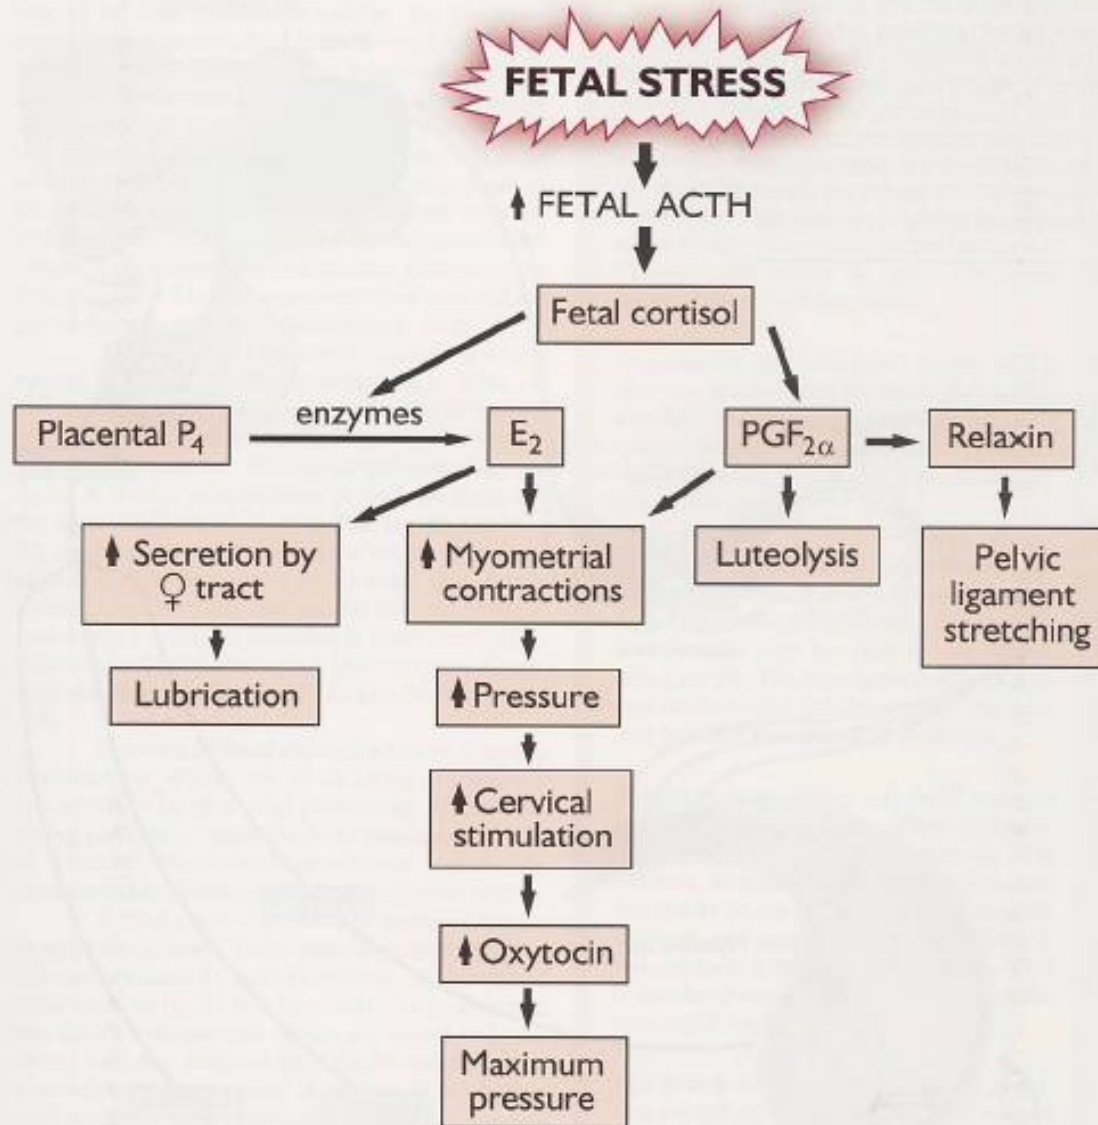 FETAL STRESS
⬆ FETAL ACTH
Fetal cortisol
enzymes
Placental P₄
E₂
PGF₂α
Relaxin
⬆ Secretion by
♀ tract
⬆ Myometrial
contractions
Luteolysis
Pelvic
ligament
stretching
Lubrication
⬆ Pressure
⬆ Cervical
stimulation
⬆ Oxytocin
Maximum
pressure